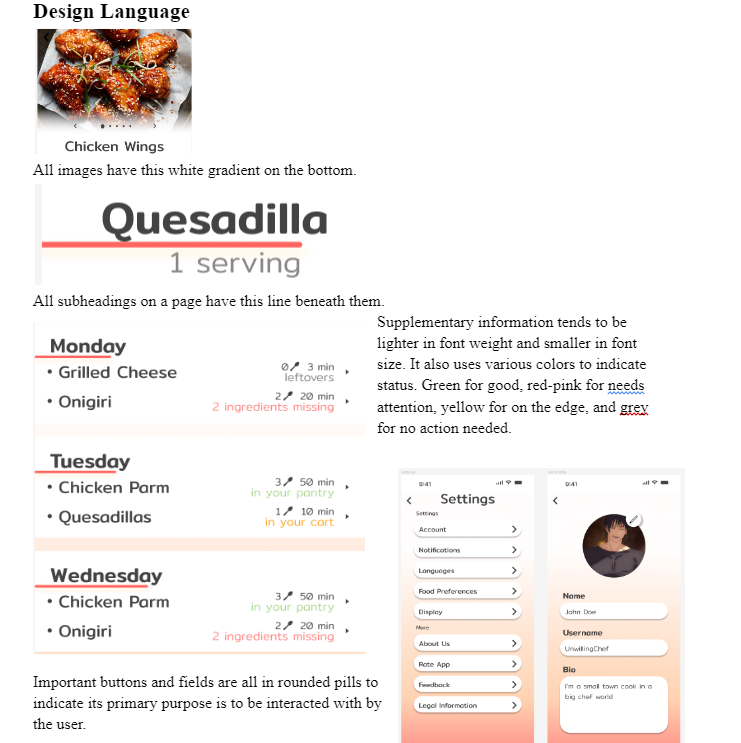 Design Language
Chicken Wings
All images have this white gradient on the bottom.
Quesadilla
1 serving
All subheadings on a page have this line beneath them.
Supplementary information tends to be
lighter in font weight and smaller in font
size. It also uses various colors to indicate
status. Green for good, red-pink for needs
attention, yellow for on the edge, and grey
for no action needed.
Monday
• Grilled Cheese
0 3 min
leftovers
• Onigiri
2 20 min
2 ingredients missing
Tuesday
• Chicken Parm
3 50 min
in your pantry
• Quesadillas
1 10 min
in your cart
Wednesday
• Chicken Parm
3 50 min
in your pantry
• Onigiri
2 20 min
2 ingredients missing
9:41
Settings
Settings
Account
Notifications
Languages
Food Preferences
Display
More
About Us
Rate App
Feedback
Legal Information
9:41
Name
John Doe
Username
UnwillingChef
Bio
I'm a small town cook in a
big chef world
Important buttons and fields are all in rounded pills to
indicate its primary purpose is to be interacted with by
the user.